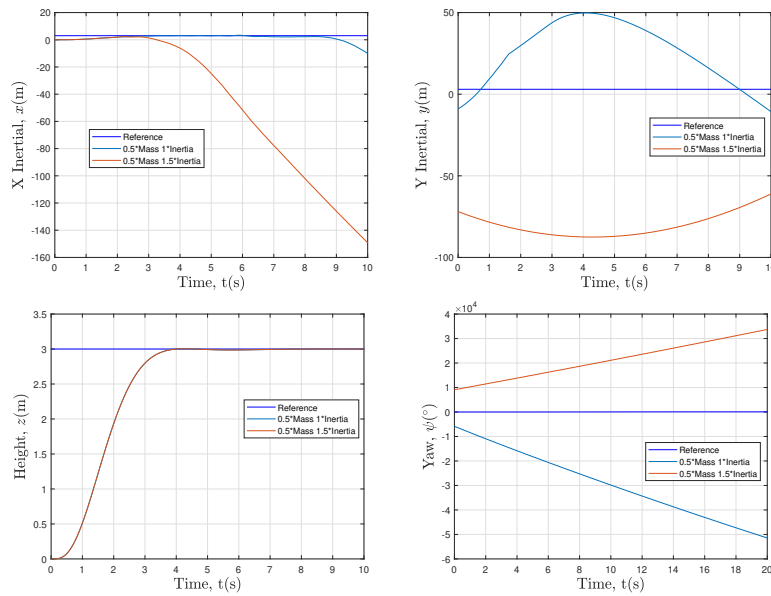 20
0
-20
-40
-60
-80
-100
-120
-140
-160
0 1 2 3 4 5 6 7 8 9 10
X Inertial, x(m)
Time, t(s)
Reference
0.5*Mass 1*Inertia
0.5*Mass 1.5*Inertia
50
0
-50
-100
0 1 2 3 4 5 6 7 8 9 10
Y Inertial, y(m)
Time, t(s)
Reference
0.5*Mass 1*Inertia
0.5*Mass 1.5*Inertia
3.5
3
2.5
2
1.5
1
0.5
0
0 1 2 3 4 5 6 7 8 9 10
Height, z(m)
Time, t(s)
Reference
0.5*Mass 1*Inertia
0.5*Mass 1.5*Inertia
×10⁴
4
3
2
1
0
-1
-2
-3
-4
-5
-6
0 2 4 6 8 10 12 14 16 18 20
Yaw, ψ(°)
Time, t(s)
Reference
0.5*Mass 1*Inertia
0.5*Mass 1.5*Inertia